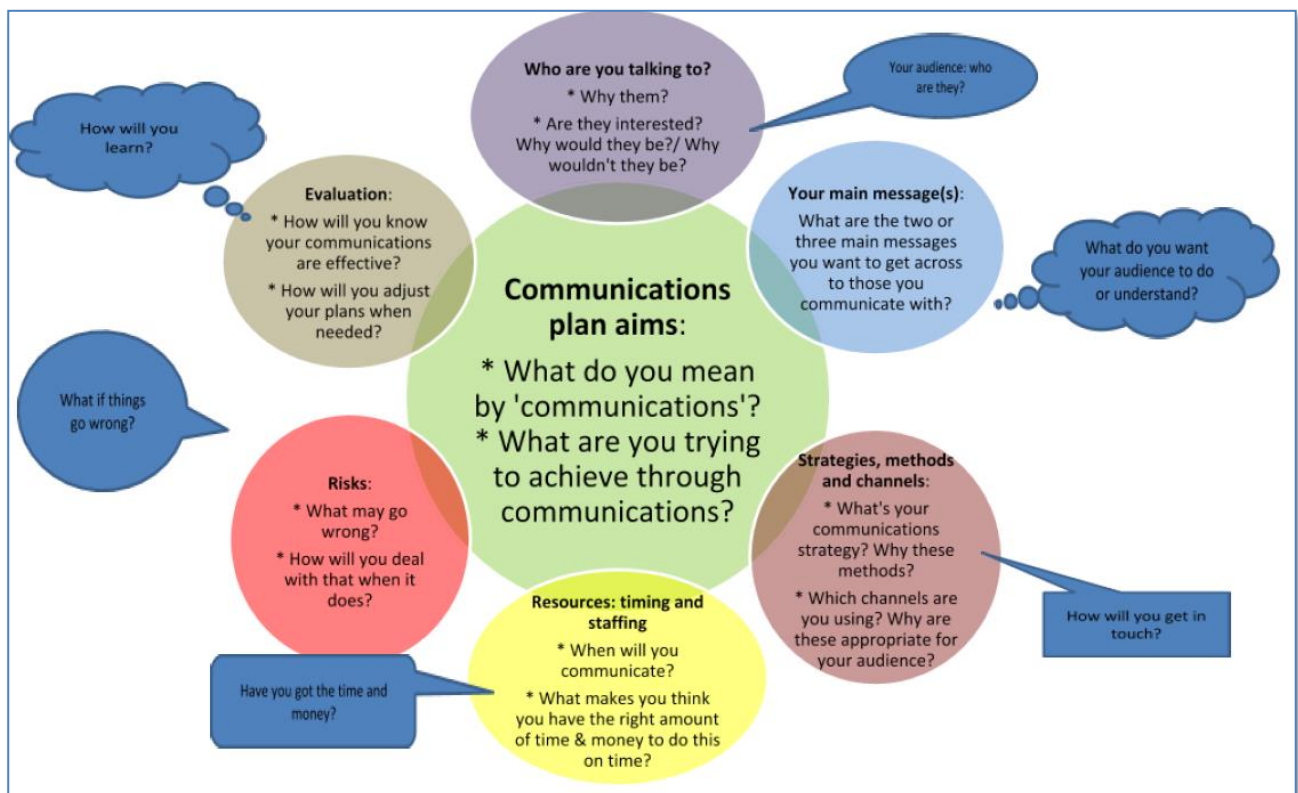 Who are you talking to?
* Why them?
* Are they interested?
Why would they be?/ Why
wouldn't they be?
Your audience: who
are they?
Your main message(s):
What are the two or
three main messages
you want to get across
to those you
communicate with?
What do you want
your audience to do
or understand?
Strategies, methods
and channels:
* What's your
communications
strategy? Why these
methods?
* Which channels are
you using? Why are
these appropriate for
your audience?
How will you get in
touch?
Resources: timing and
staffing
* When will you
communicate?
* What makes you think
you have the right amount
of time & money to do this
on time?
Have you got the time and
money?
Risks:
* What may go
wrong?
* How will you deal
with that when it
does?
What if things
go wrong?
Evaluation:
* How will you know
your communications
are effective?
* How will you adjust
your plans when
needed?
How will you
learn?
Communications
plan aims:
* What do you mean
by 'communications'?
* What are you trying
to achieve through
communications?